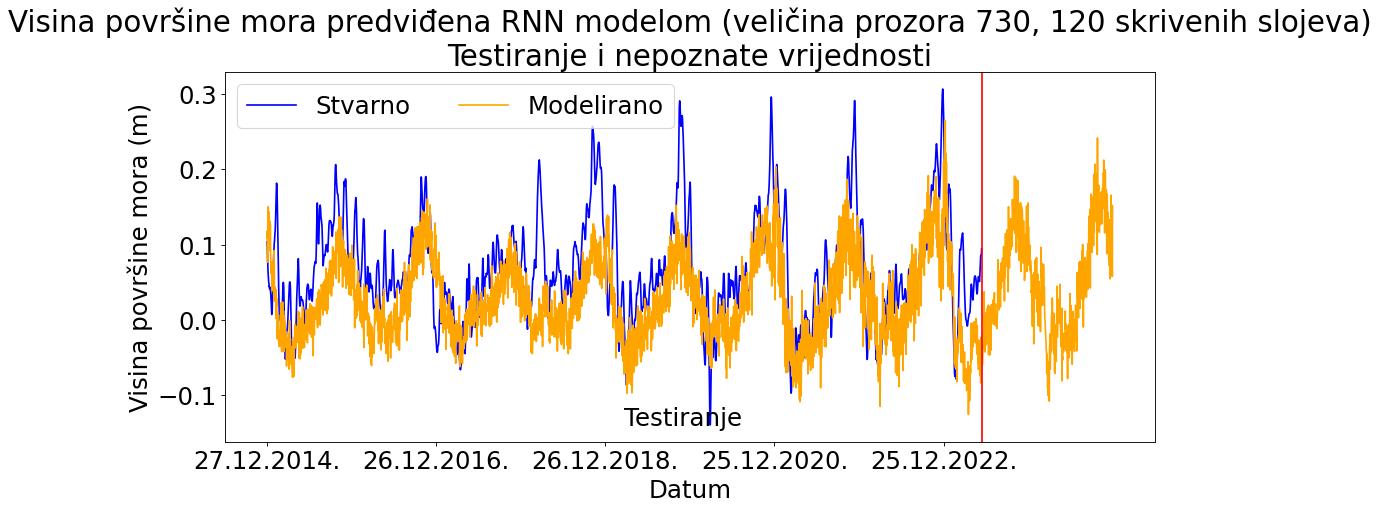 Visina površine mora predviđena RNN modelom (veličina prozora 730, 120 skrivenih slojeva)
Testiranje i nepoznate vrijednosti
Stvarno Modelirano
Visina površine mora (m)
0.3
0.2
0.1
0.0
−0.1
Testiranje
27.12.2014. 26.12.2016. 26.12.2018. 25.12.2020. 25.12.2022.
Datum